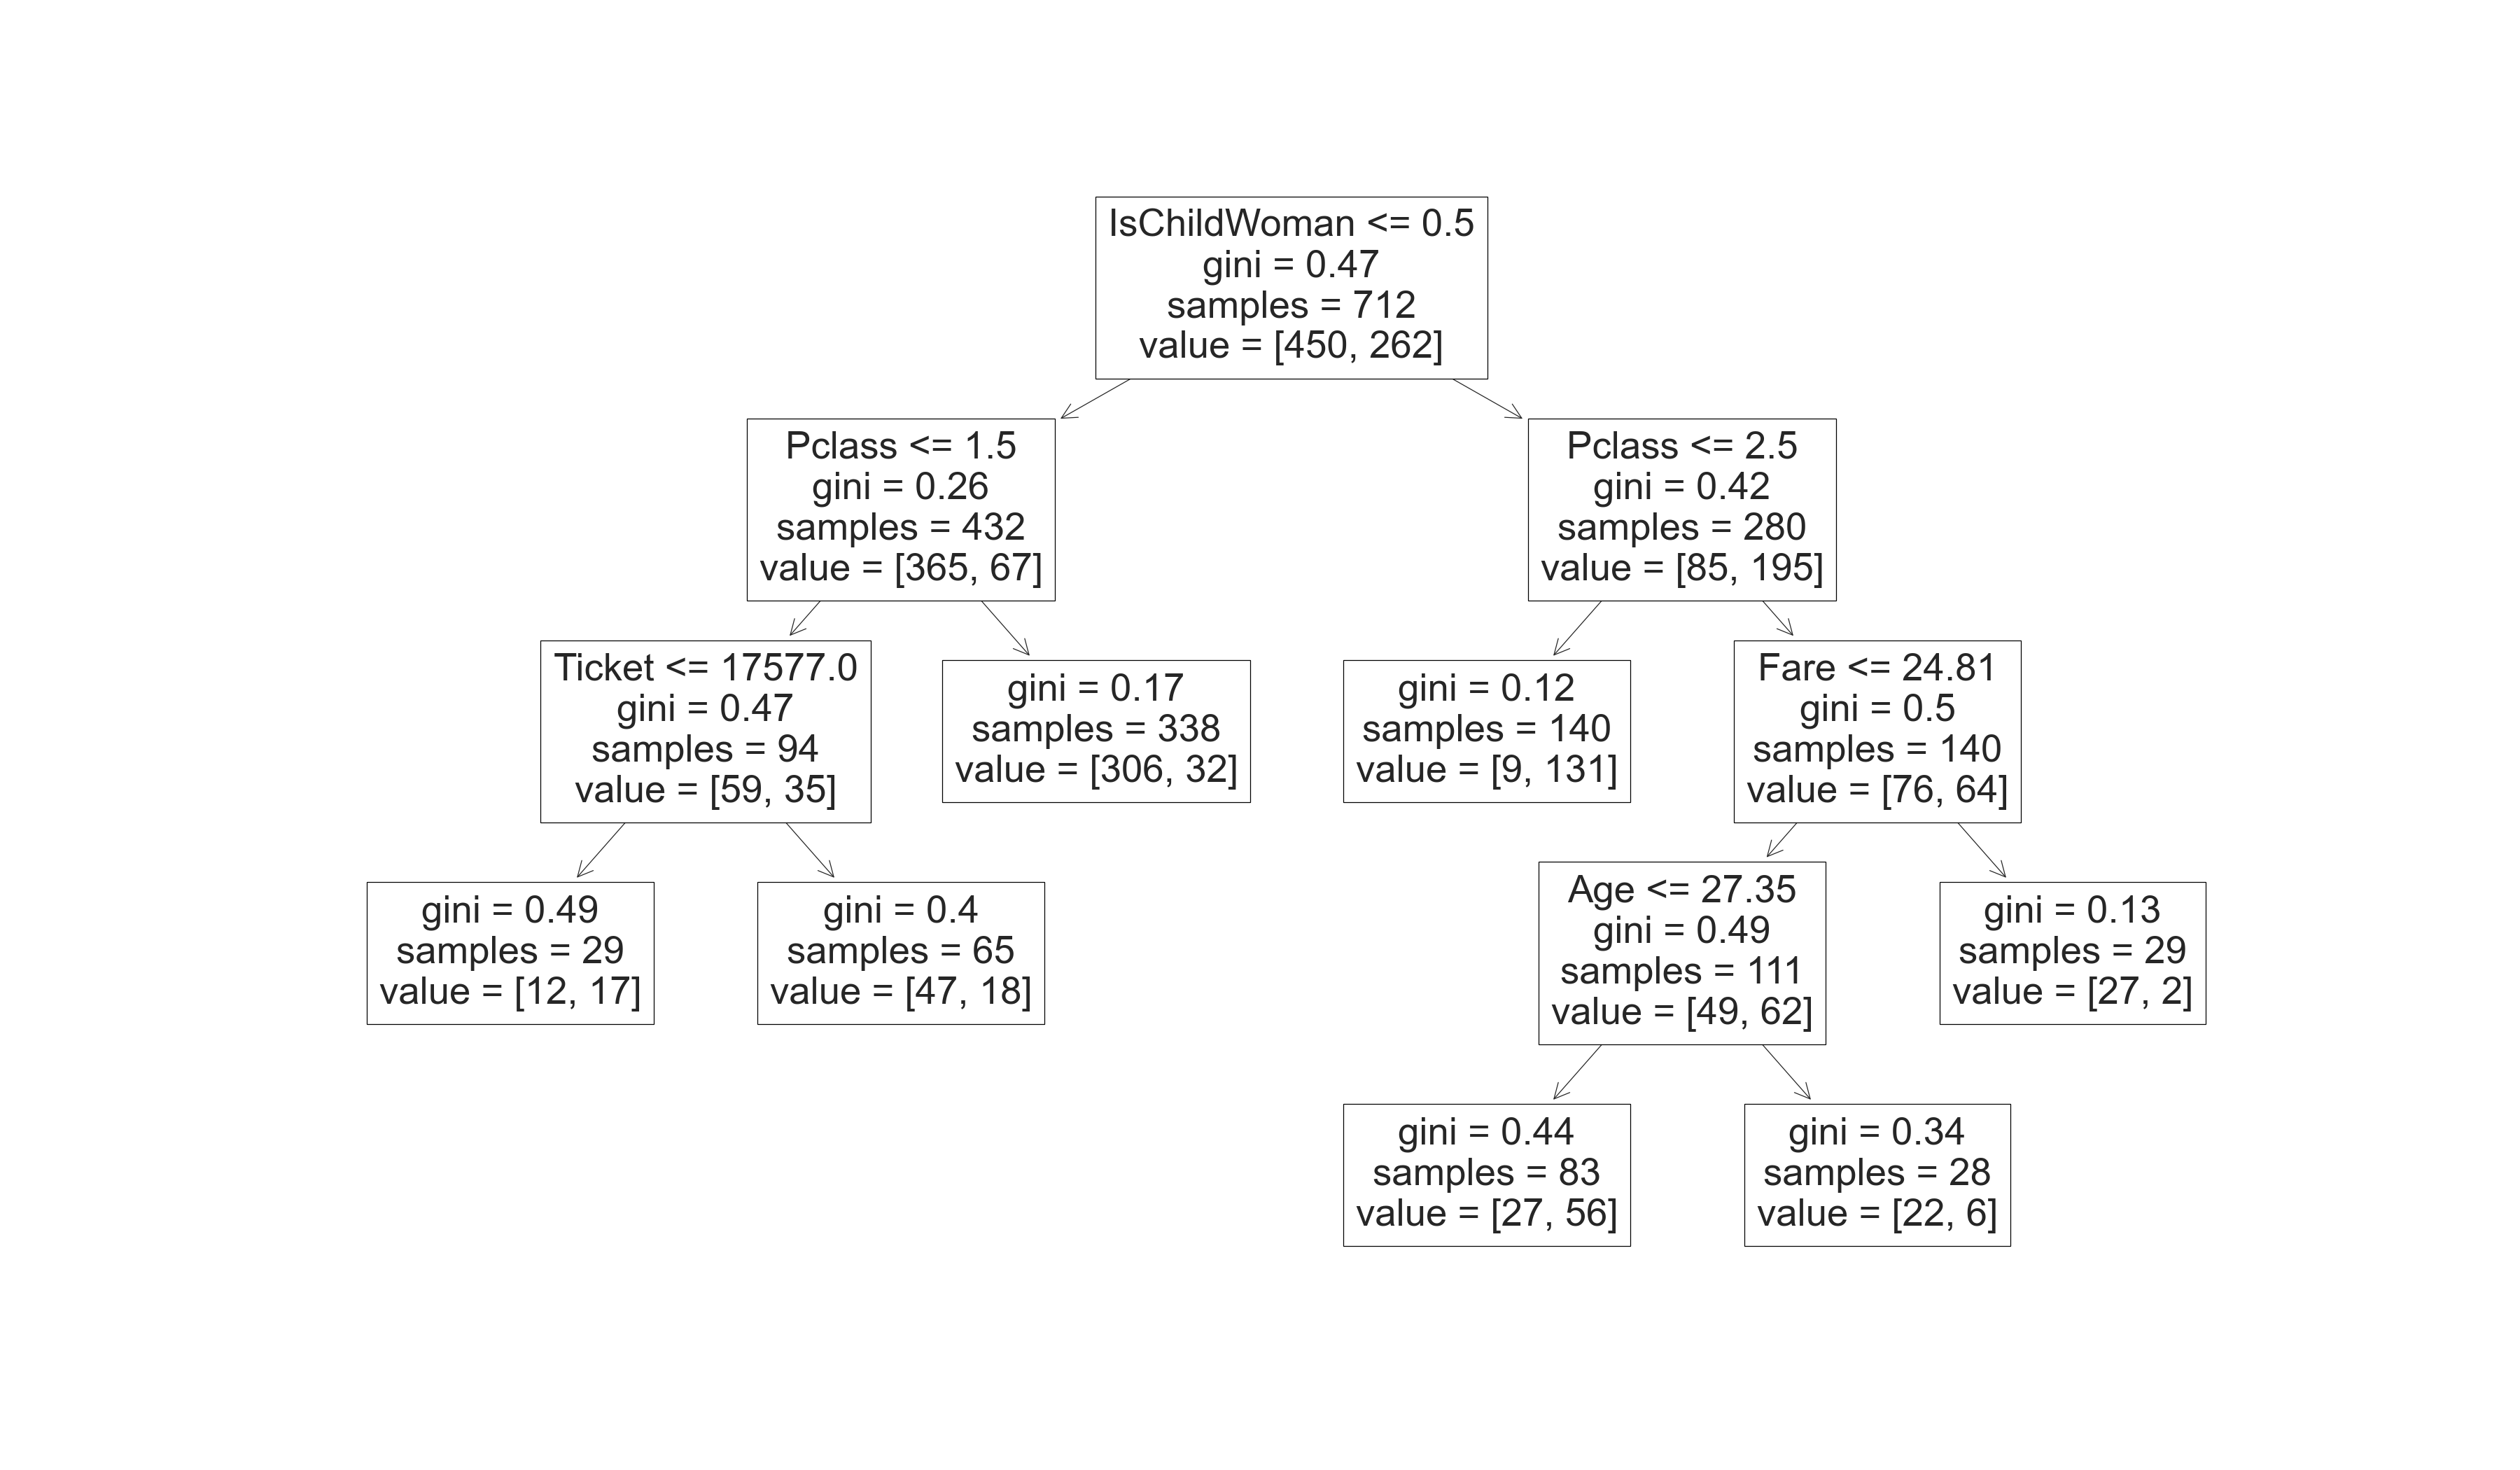 IsChildWoman <= 0.5
gini = 0.47
samples = 712
value = [450, 262]
Pclass <= 1.5
gini = 0.26
samples = 432
value = [365, 67]
Pclass <= 2.5
gini = 0.42
samples = 280
value = [85, 195]
Ticket <= 17577.0
gini = 0.47
samples = 94
value = [59, 35]
gini = 0.17
samples = 338
value = [306, 32]
gini = 0.12
samples = 140
value = [9, 131]
Fare <= 24.81
gini = 0.5
samples = 140
value = [76, 64]
gini = 0.49
samples = 29
value = [12, 17]
gini = 0.4
samples = 65
value = [47, 18]
Age <= 27.35
gini = 0.49
samples = 111
value = [49, 62]
gini = 0.13
samples = 29
value = [27, 2]
gini = 0.44
samples = 83
value = [27, 56]
gini = 0.34
samples = 28
value = [22, 6]